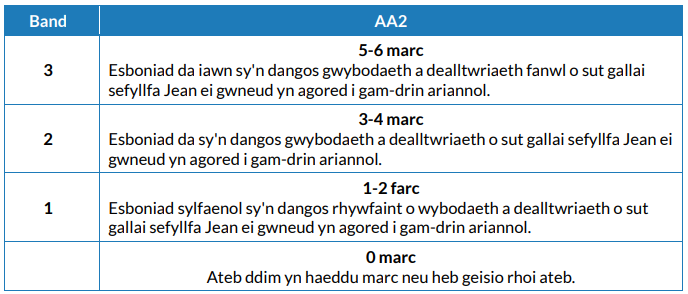 Band AA2
5-6 marc
3 Esboniad da iawn sy'n dangos gwybodaeth a dealltwriaeth fanwl o sut gallai
sefyllfa Jean ei gwneud yn agored i gam-drin ariannol.
3-4 marc
2 Esboniad da sy'n dangos gwybodaeth a dealltwriaeth o sut gallai sefyllfa Jean ei
gwneud yn agored i gam-drin ariannol.
1-2 farc
1 Esboniad sylfaenol sy'n dangos rhywfaint o wybodaeth a dealltwriaeth o sut
gallai sefyllfa Jean ei gwneud yn agored i gam-drin ariannol.
0 marc
Ateb ddim yn haeddu marc neu heb geisio rhoi ateb.